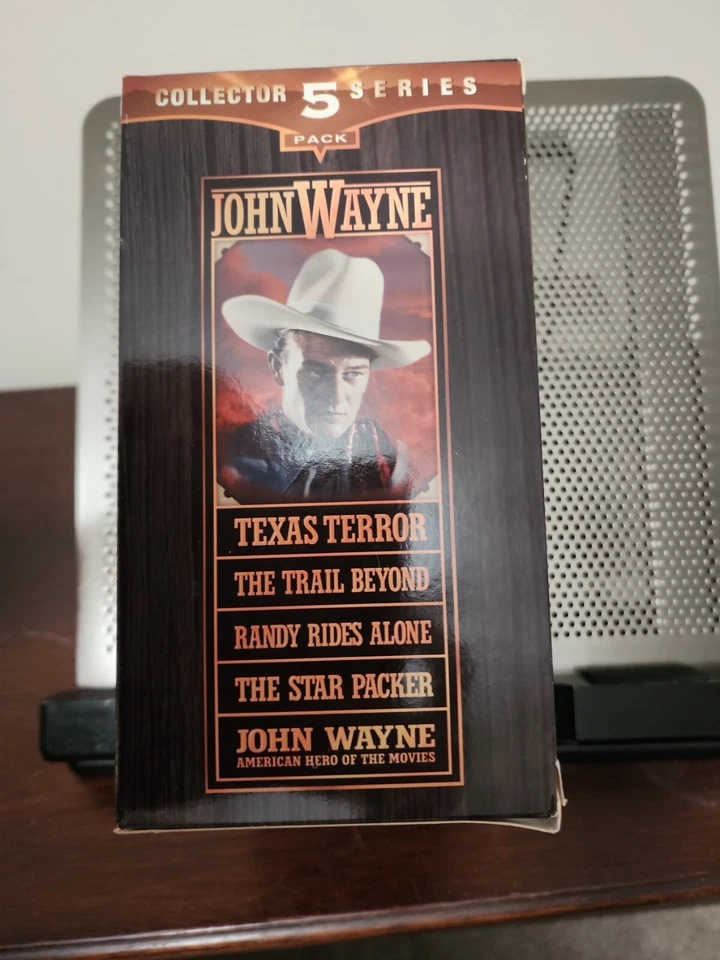 COLLECTOR 5 SERIES
PACK
JOHN WAYNE
TEXAS TERROR
THE TRAIL BEYOND
RANDY RIDES ALONE
THE STAR PACKER
JOHN WAYNE
AMERICAN HERO OF THE MOVIES